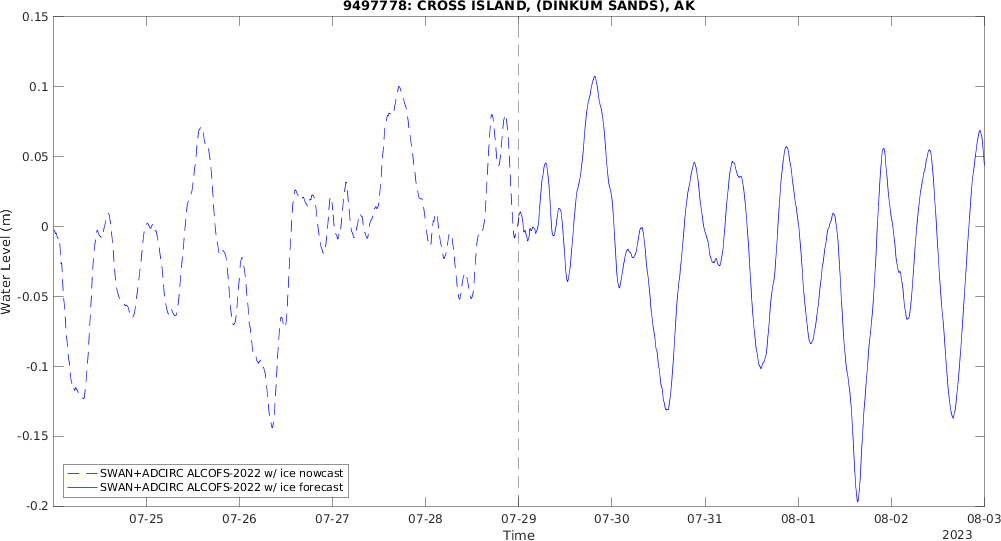 9497778: CROSS ISLAND, (DINKUM SANDS), AK
0.15
0.1
0.05
0
-0.05
-0.1
-0.15
-0.2
Water Level (m)
SWAN+ADCIRC ALCOFS-2022 w/ ice nowcast
SWAN+ADCIRC ALCOFS-2022 w/ ice forecast
07-25 07-26 07-27 07-28 07-29 07-30 07-31 08-01 08-02 08-03
Time
2023